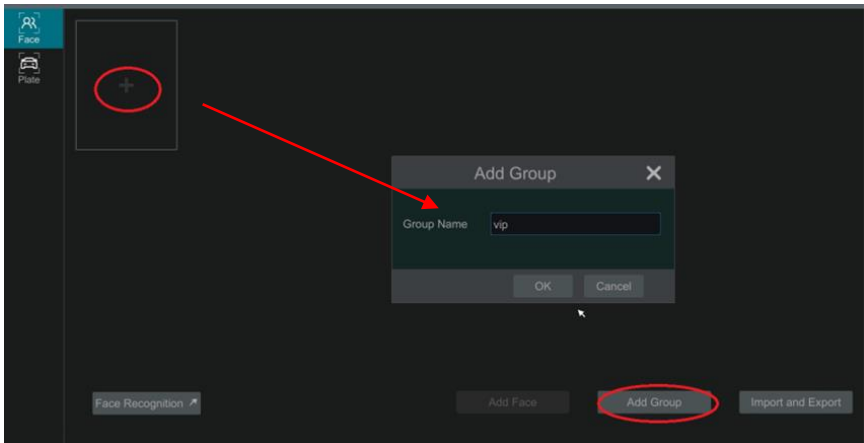 Face
Plate
Add Group
Group Name vip
OK Cancel
Face Recognition Add Face Add Group Import and Export